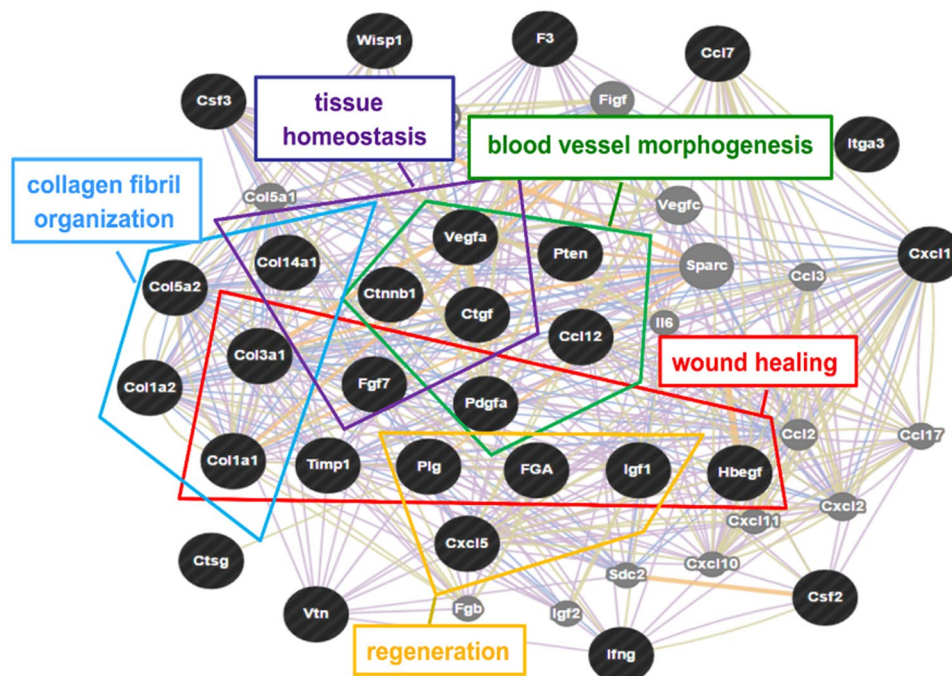 Wisp1
F3
Ccl7
Csf3
Figf
tissue
homeostasis
blood vessel morphogenesis
Itga3
collagen fibril
organization
Col5a1
Vegfc
Vegfa
Pten
Cxcl1
Col14a1
Sparc
Ccl3
Col5a2
Ctnnb1
Ctgf
Il6
Ccl12
Col3a1
wound healing
Col1a2
Fgf7
Pdgfa
Ccl2
Ccl17
Col1a1
Timp1
Plg
FGA
Igf1
Hbegf
Cxcl2
Cxcl11
Cxcl5
Ctsg
Cxcl10
Sdc2
Csf2
Vtn
Fgb
Igf2
regeneration
Ifng